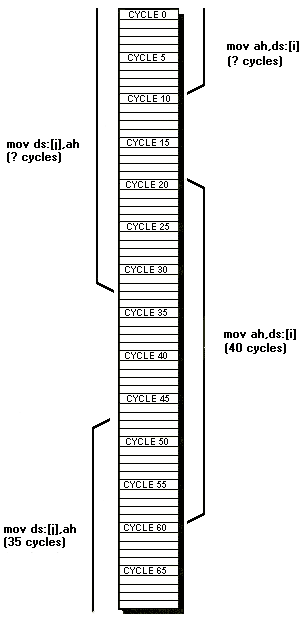 CYCLE 0
mov ah,ds:[i]
(? cycles)
CYCLE 5
CYCLE 10
mov ds:[j],ah
(? cycles)
CYCLE 15
CYCLE 20
CYCLE 25
CYCLE 30
CYCLE 35
mov ah,ds:[i]
(40 cycles)
CYCLE 40
CYCLE 45
CYCLE 50
CYCLE 55
mov ds:[j],ah
(35 cycles)
CYCLE 60
CYCLE 65